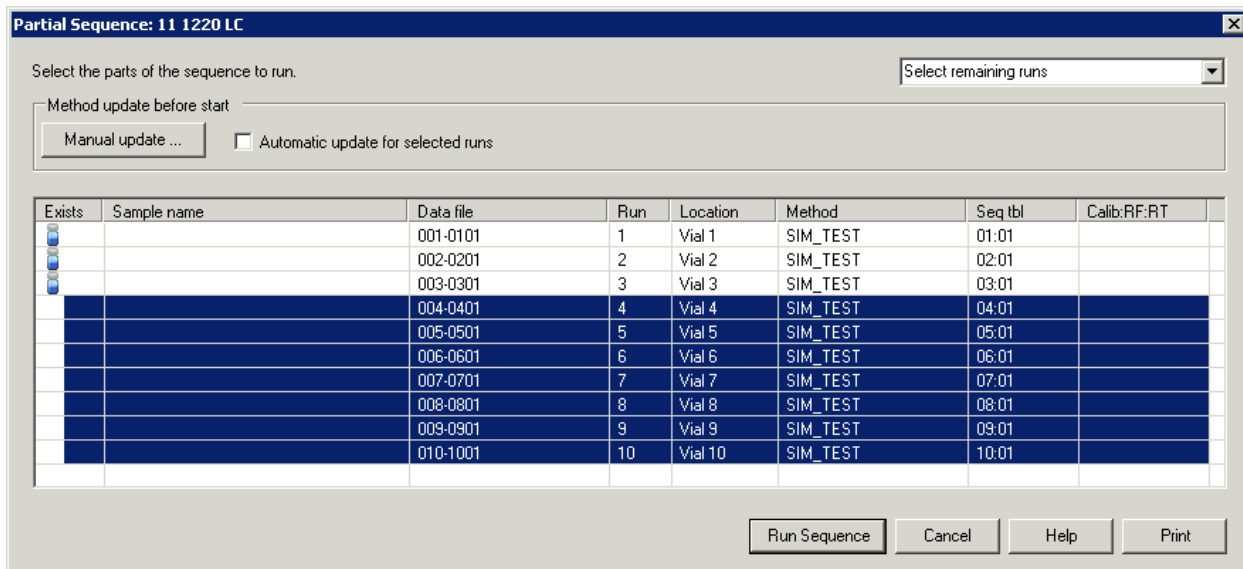 Partial Sequence: 11 1220 LC
Select the parts of the sequence to run.
Select remaining runs
Method update before start
Manual update ...
Automatic update for selected runs
Exists Sample name Data file Run Location Method Seq tbl Calib:RF:RT
001-0101 1 Vial 1 SIM_TEST 01:01
002-0201 2 Vial 2 SIM_TEST 02:01
003-0301 3 Vial 3 SIM_TEST 03:01
004-0401 4 Vial 4 SIM_TEST 04:01
005-0501 5 Vial 5 SIM_TEST 05:01
006-0601 6 Vial 6 SIM_TEST 06:01
007-0701 7 Vial 7 SIM_TEST 07:01
008-0801 8 Vial 8 SIM_TEST 08:01
009-0901 9 Vial 9 SIM_TEST 09:01
010-1001 10 Vial 10 SIM_TEST 10:01
Run Sequence Cancel Help Print